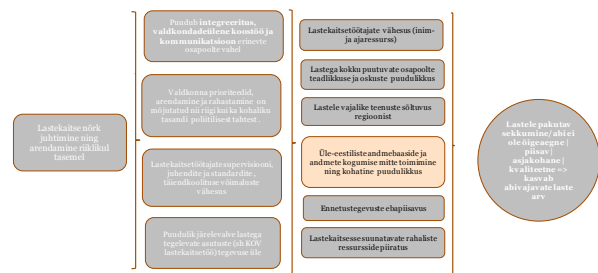 Lastekaitse nõrk
juhtimine ning
arendamine riiklikul
tasemel
Puudub integreeritus,
valdkondadeülene koostöö ja
kommunikatsioon erinevte
osapoolte vahel
Valdkonna prioriteedid,
arendamine ja rahastamine on
mõjutatud nii riigi kui ka kohaliku
tasandi poliitilisest tahtest .
Lastekaitsetöötajate supervisiooni,
juhendite ja standardite ,
täiendkoolituse võimaluste
vähesus
Puudulik järelevalve lastega
tegelevate asutuste (sh KOV
lastekaitsetöö) tegevuse üle
Lastekaitsetöötajate vähesus (inim-
ja ajaressurss)
Lastega kokku puutuvate osapoolte
teadlikkuse ja oskuste puudulikkus
Lastele vajalike teenuste sõltuvus
regioonist
Üle-eestiliste andmebaaside ja
andmete kogumise mitte toimimine
ning kohatine puudulikkus
Ennetustegevuste ebapiisavus
Lastekaitsesse suunatavate rahaliste
ressursside piiratus
Lastele pakutav
sekkumine/abi ei
ole õigeaegne |
piisav |
asjakohane |
kvaliteetne =>
kasvab
abivajavate laste
arv